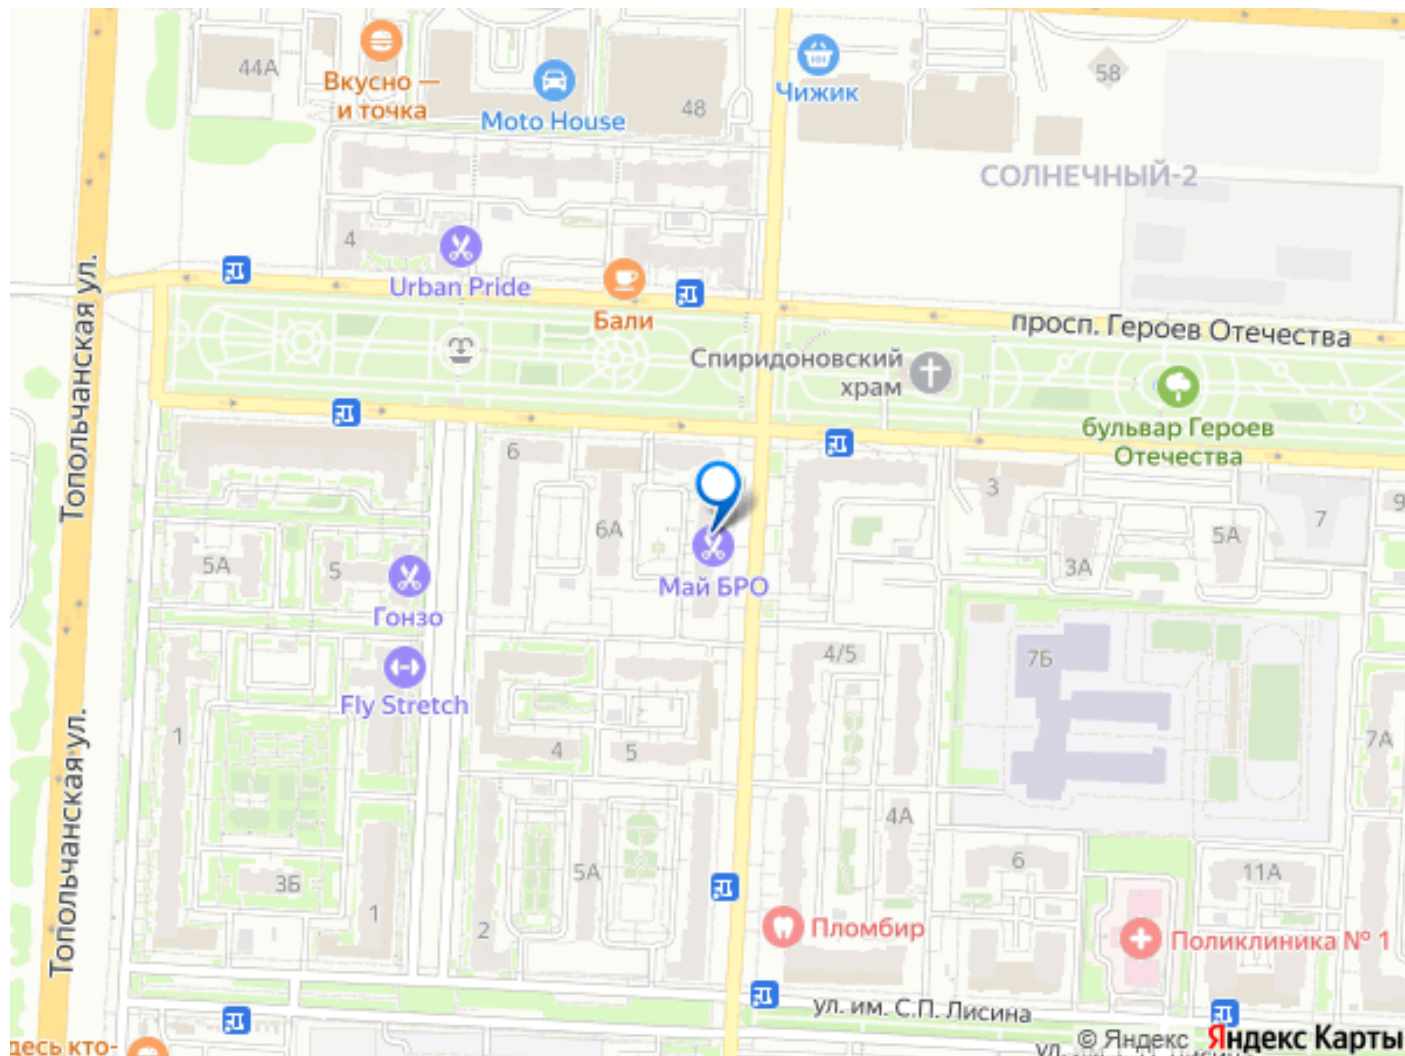 44А
Вкусно —
и точка
Moto House
48
Чижик
58
СОЛНЕЧНЫЙ-2
4
Urban Pride
Бали
просп. Героев Отечества
Топольчанская ул.
Спиридоновский
храм
бульвар Героев
Отечества
6
6А
3
7
9
5А
5
5А
3А
Май БРО
Гонзо
Fly Stretch
4/5
7Б
1
4
5
7А
4А
Топольчанская ул.
3Б
5А
6
11А
1
2
Пломбир
Поликлиника № 1
ул. им. С.П. Лисина
© Яндекс Яндекс Карты
десь кто-